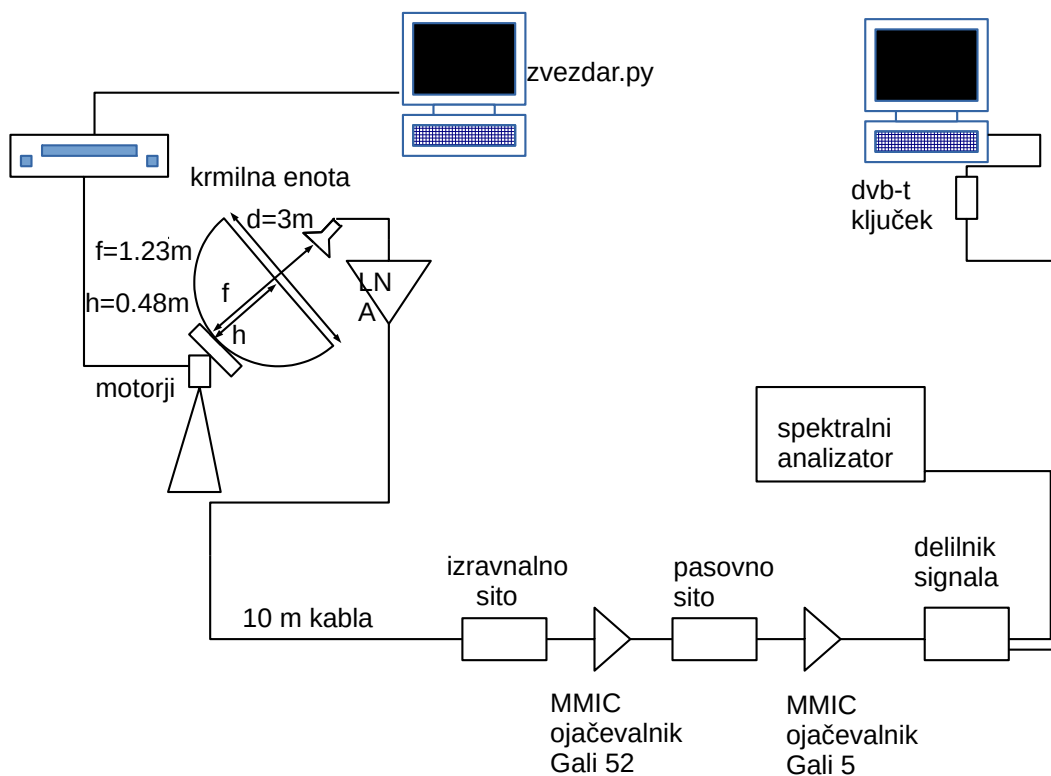 zvezdar.py
krmilna enota
dvb-t
ključek
d=3m
f=1.23m
LN
A
h=0.48m
f
h
motorji
spektralni
analizator
delilnik
signala
izravnalno
sito
pasovno
sito
10 m kabla
MMIC
ojačevalnik
Gali 52
MMIC
ojačevalnik
Gali 5